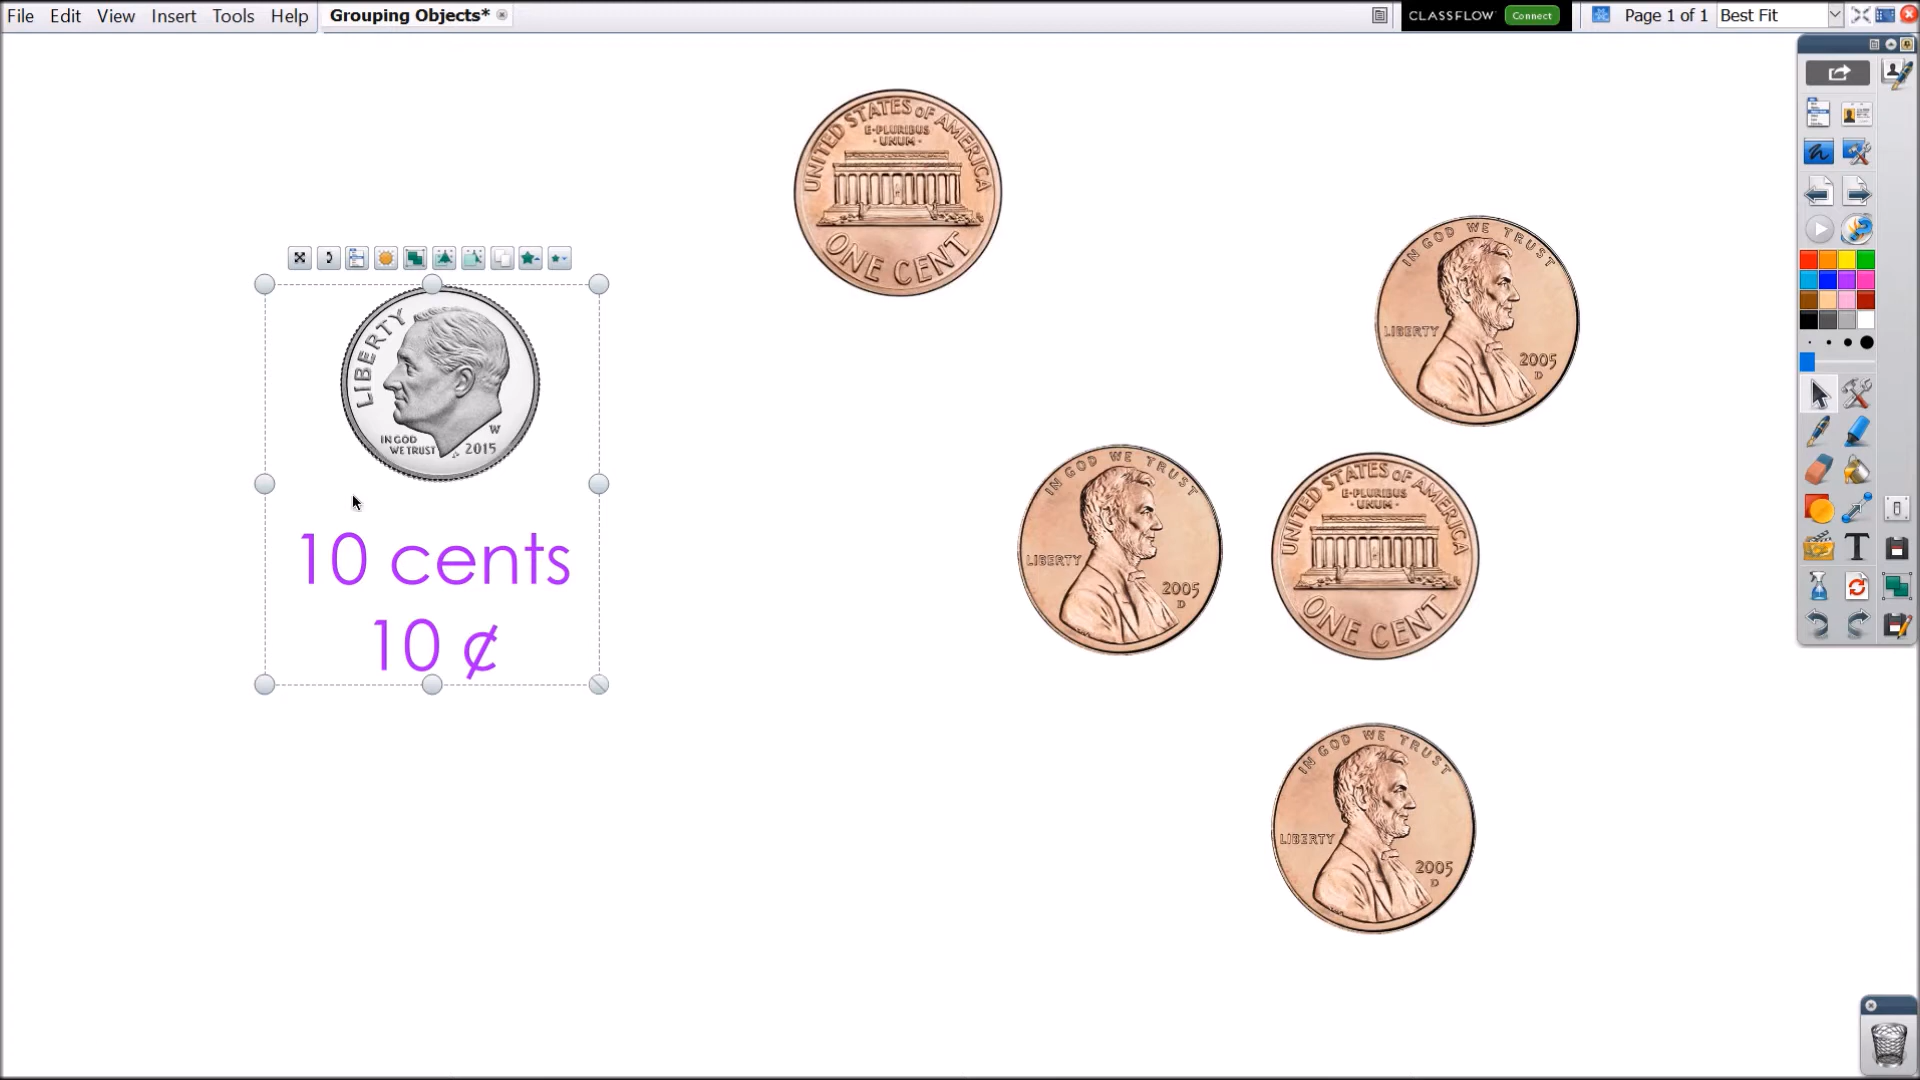 File Edit View Insert Tools Help Grouping Objects* CLASSFLOW Connect Page 1 of 1 Best Fit
UNITED STATES OF AMERICA
E·PLURIBUS
·UNUM·
ONE CENT
IN GOD WE TRUST
LIBERTY
2005
D
LIBERTY
IN GOD
WE TRUST
W
2015
10 cents
10 ¢
IN GOD WE TRUST
LIBERTY
2005
D
UNITED STATES OF AMERICA
E·PLURIBUS
·UNUM·
ONE CENT
IN GOD WE TRUST
LIBERTY
2005
D